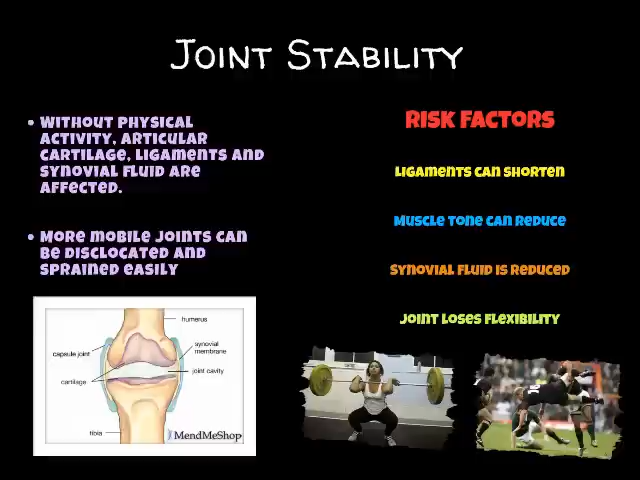 Joint Stability
• Without physical
activity, articular
cartilage, ligaments and
synovial fluid are
affected.
• More mobile joints can
be disclocated and
sprained easily
Risk Factors
Ligaments can shorten
Muscle tone can reduce
Synovial fluid is reduced
Joint loses flexibility
humerus
capsule joint
synovial
membrane
joint cavity
cartilage
tibia
MendMeShop